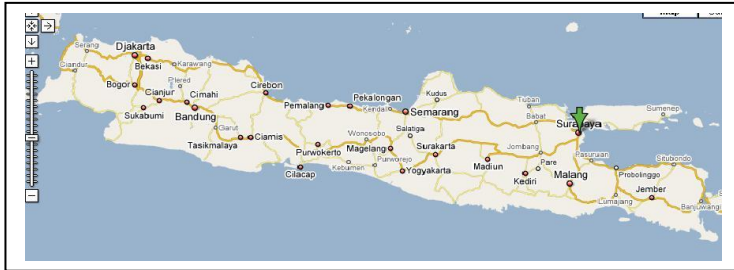 Map
Serang
Djakarta
Bekasi
Karawang
Ciandur
Bogor
Plered
Cianjur
Cimahi
Cirebon
Sukabumi
Bandung
Garut
Tasikmalaya
Ciamis
Pemalang
Pekalongan
Kendal
Semarang
Kudus
Tuban
Babat
Surabaya
Sumenep
Purwokerto
Wonosobo
Magelang
Salatiga
Surakarta
Jombang
Pasuruan
Situbondo
Cilacap
Kebumen
Purworejo
Yogyakarta
Madiun
Pare
Kediri
Malang
Probolinggo
Jember
Lumajang
Banjuwangi